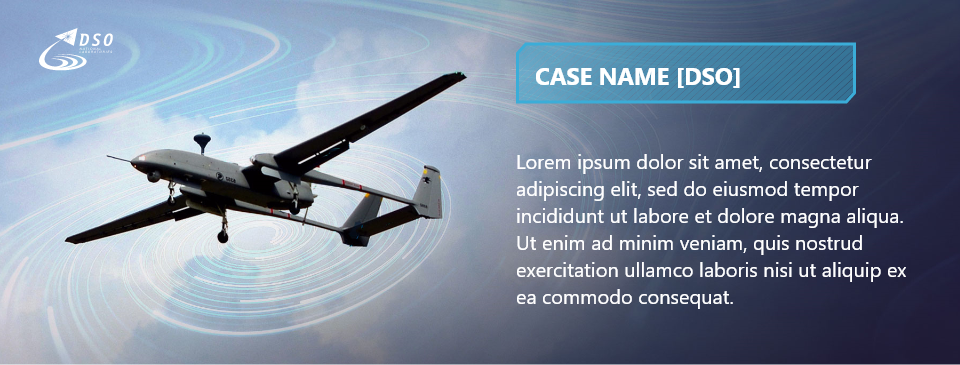 DSO
NATIONAL
LABORATORIES
CASE NAME [DSO]
Lorem ipsum dolor sit amet, consectetur
adipiscing elit, sed do eiusmod tempor
incididunt ut labore et dolore magna aliqua.
Ut enim ad minim veniam, quis nostrud
exercitation ullamco laboris nisi ut aliquip ex
ea commodo consequat.